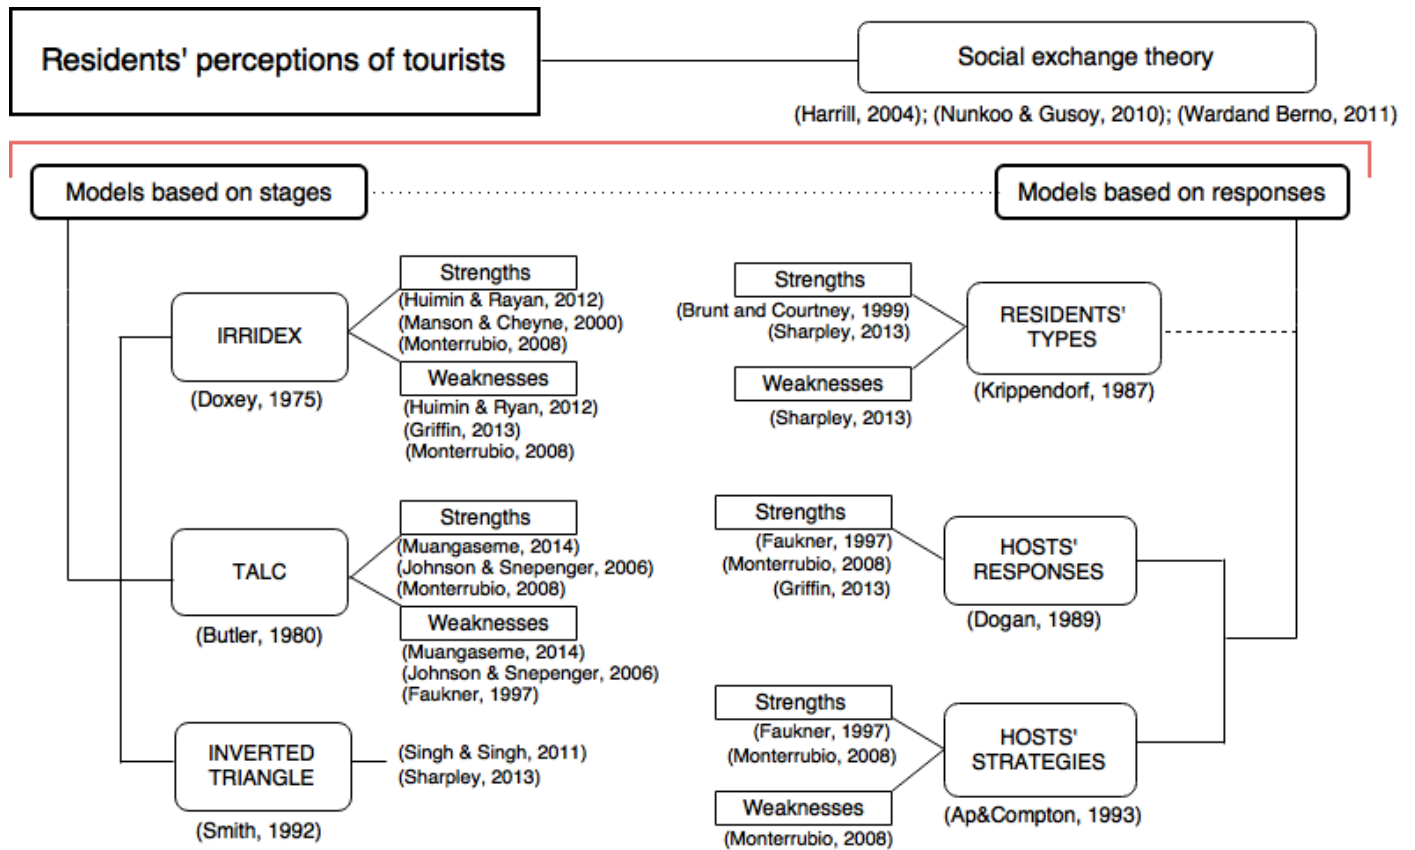 Residents' perceptions of tourists
Social exchange theory
(Harrill, 2004); (Nunkoo & Gusoy, 2010); (Wardand Berno, 2011)
Models based on stages
Models based on responses
IRRIDEX
(Doxey, 1975)
Strengths
(Huimin & Rayan, 2012)
(Manson & Cheyne, 2000)
(Monterrubio, 2008)
Weaknesses
(Huimin & Ryan, 2012)
(Griffin, 2013)
(Monterrubio, 2008)
TALC
(Butler, 1980)
Strengths
(Muangaseme, 2014)
(Johnson & Snepenger, 2006)
(Monterrubio, 2008)
Weaknesses
(Muangaseme, 2014)
(Johnson & Snepenger, 2006)
(Faukner, 1997)
INVERTED
TRIANGLE
(Smith, 1992)
(Singh & Singh, 2011)
(Sharpley, 2013)
Strengths
(Brunt and Courtney, 1999)
(Sharpley, 2013)
Weaknesses
(Sharpley, 2013)
RESIDENTS'
TYPES
(Krippendorf, 1987)
Strengths
(Faukner, 1997)
(Monterrubio, 2008)
(Griffin, 2013)
HOSTS'
RESPONSES
(Dogan, 1989)
Strengths
(Faukner, 1997)
(Monterrubio, 2008)
Weaknesses
(Monterrubio, 2008)
HOSTS'
STRATEGIES
(Ap&Compton, 1993)